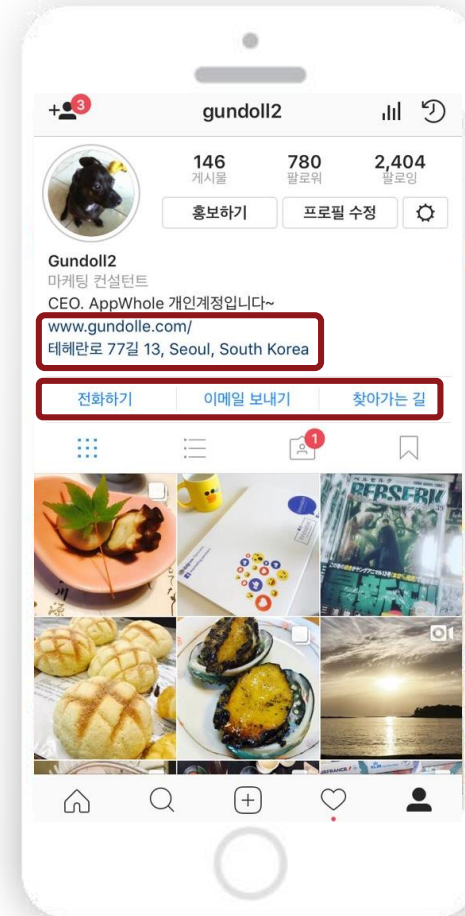 3
gundoll2
146 780 2,404
게시물 팔로워 팔로잉
홍보하기 프로필 수정
Gundoll2
마케팅 컨설턴트
CEO. AppWhole 개인계정입니다~
www.gundolle.com/
테헤란로 77길 13, Seoul, South Korea
전화하기 이메일 보내기 찾아가는 길
1
BERSERK